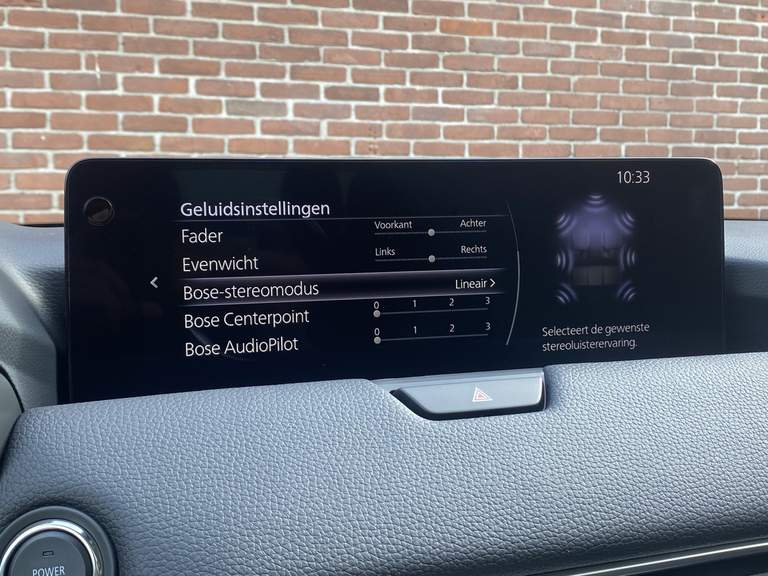 10:33
Geluidsinstellingen
Fader Voorkant Achter
Evenwicht Links Rechts
Bose-stereomodus Lineair
Bose Centerpoint 0 1 2 3
Bose AudioPilot 0 1 2 3
Selecteert de gewenste
stereoluisterervaring.
POWER